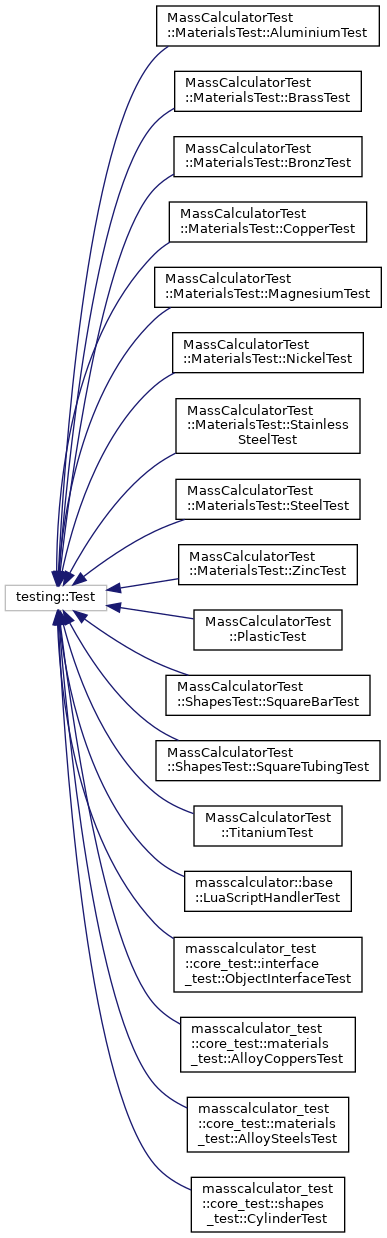 MassCalculatorTest
::MaterialsTest::AluminiumTest
MassCalculatorTest
::MaterialsTest::BrassTest
MassCalculatorTest
::MaterialsTest::BronzTest
MassCalculatorTest
::MaterialsTest::CopperTest
MassCalculatorTest
::MaterialsTest::MagnesiumTest
MassCalculatorTest
::MaterialsTest::NickelTest
MassCalculatorTest
::MaterialsTest::Stainless
SteelTest
MassCalculatorTest
::MaterialsTest::SteelTest
MassCalculatorTest
::MaterialsTest::ZincTest
testing::Test
MassCalculatorTest
::PlasticTest
MassCalculatorTest
::ShapesTest::SquareBarTest
MassCalculatorTest
::ShapesTest::SquareTubingTest
MassCalculatorTest
::TitaniumTest
masscalculator::base
::LuaScriptHandlerTest
masscalculator_test
::core_test::interface
_test::ObjectInterfaceTest
masscalculator_test
::core_test::materials
_test::AlloyCoppersTest
masscalculator_test
::core_test::materials
_test::AlloySteelsTest
masscalculator_test
::core_test::shapes
_test::CylinderTest